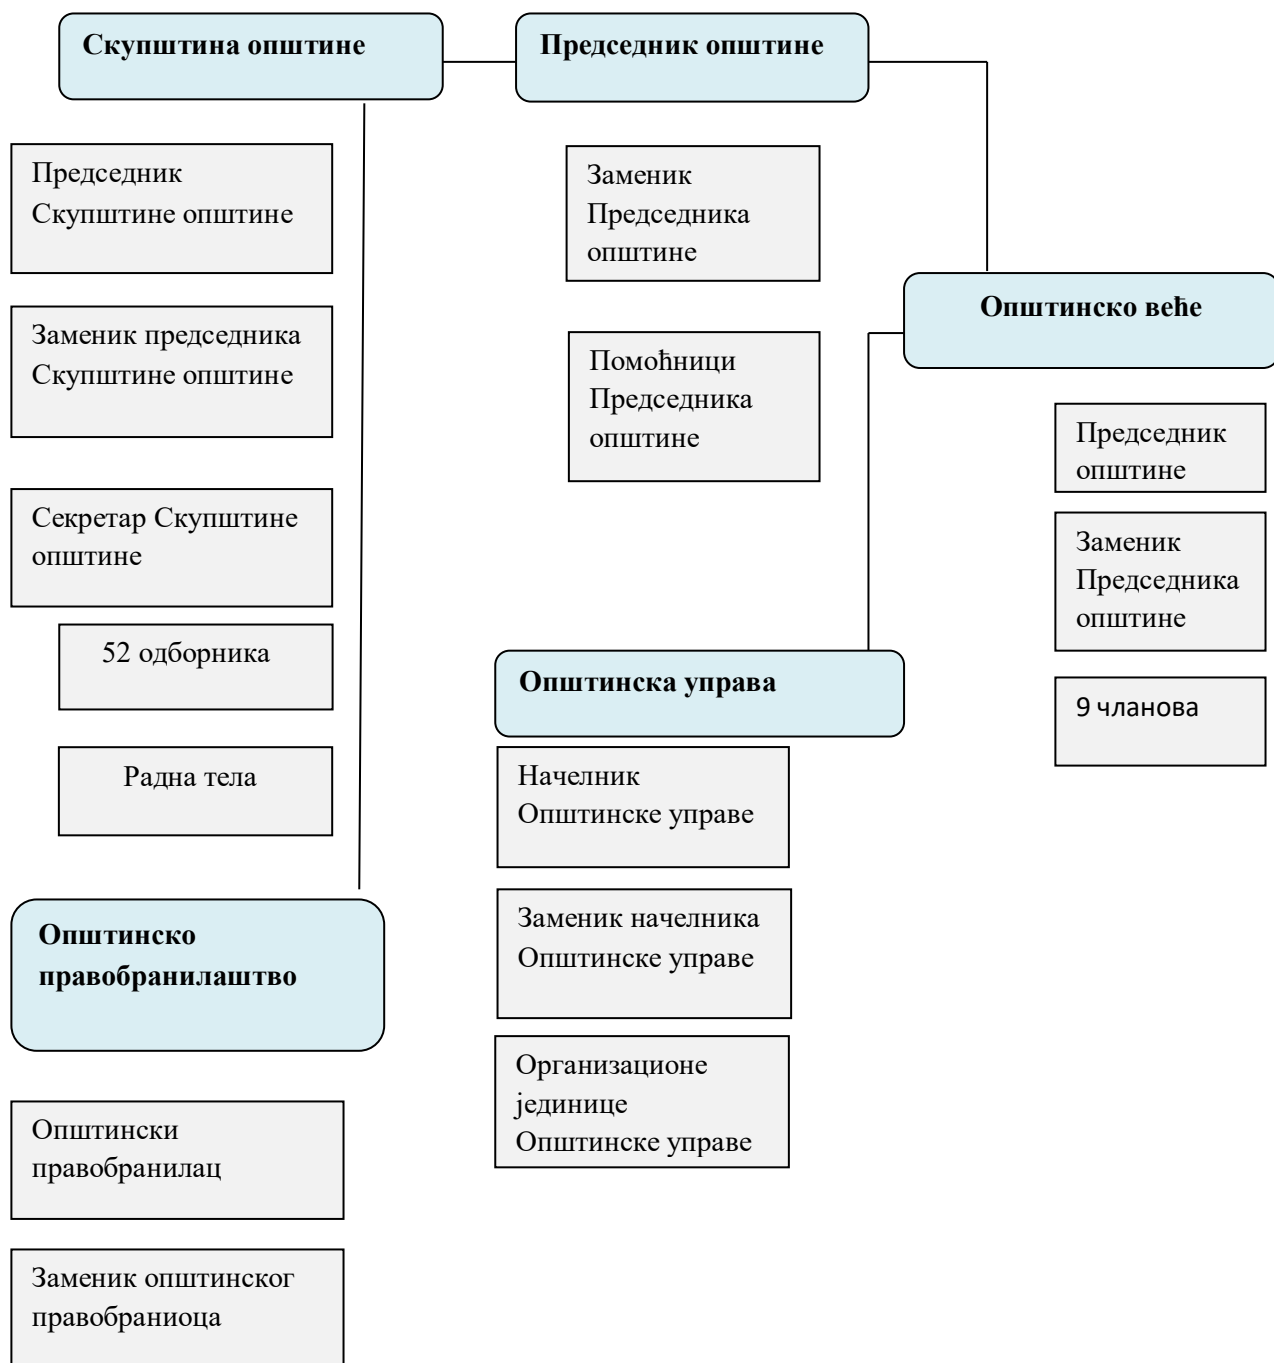 Скупштина општине
Председник општине
Председник
Скупштине општине
Заменик председника
Скупштине општине
Секретар Скупштине
општине
52 одборника
Радна тела
Заменик
Председника
општине
Помоћници
Председника
општине
Општинско веће
Председник
општине
Заменик
Председника
општине
9 чланова
Општинска управа
Начелник
Општинске управе
Заменик начелника
Општинске управе
Организационе
јединице
Општинске управе
Општинско
правобранилаштво
Општински
правобранилац
Заменик општинског
правобраниоца